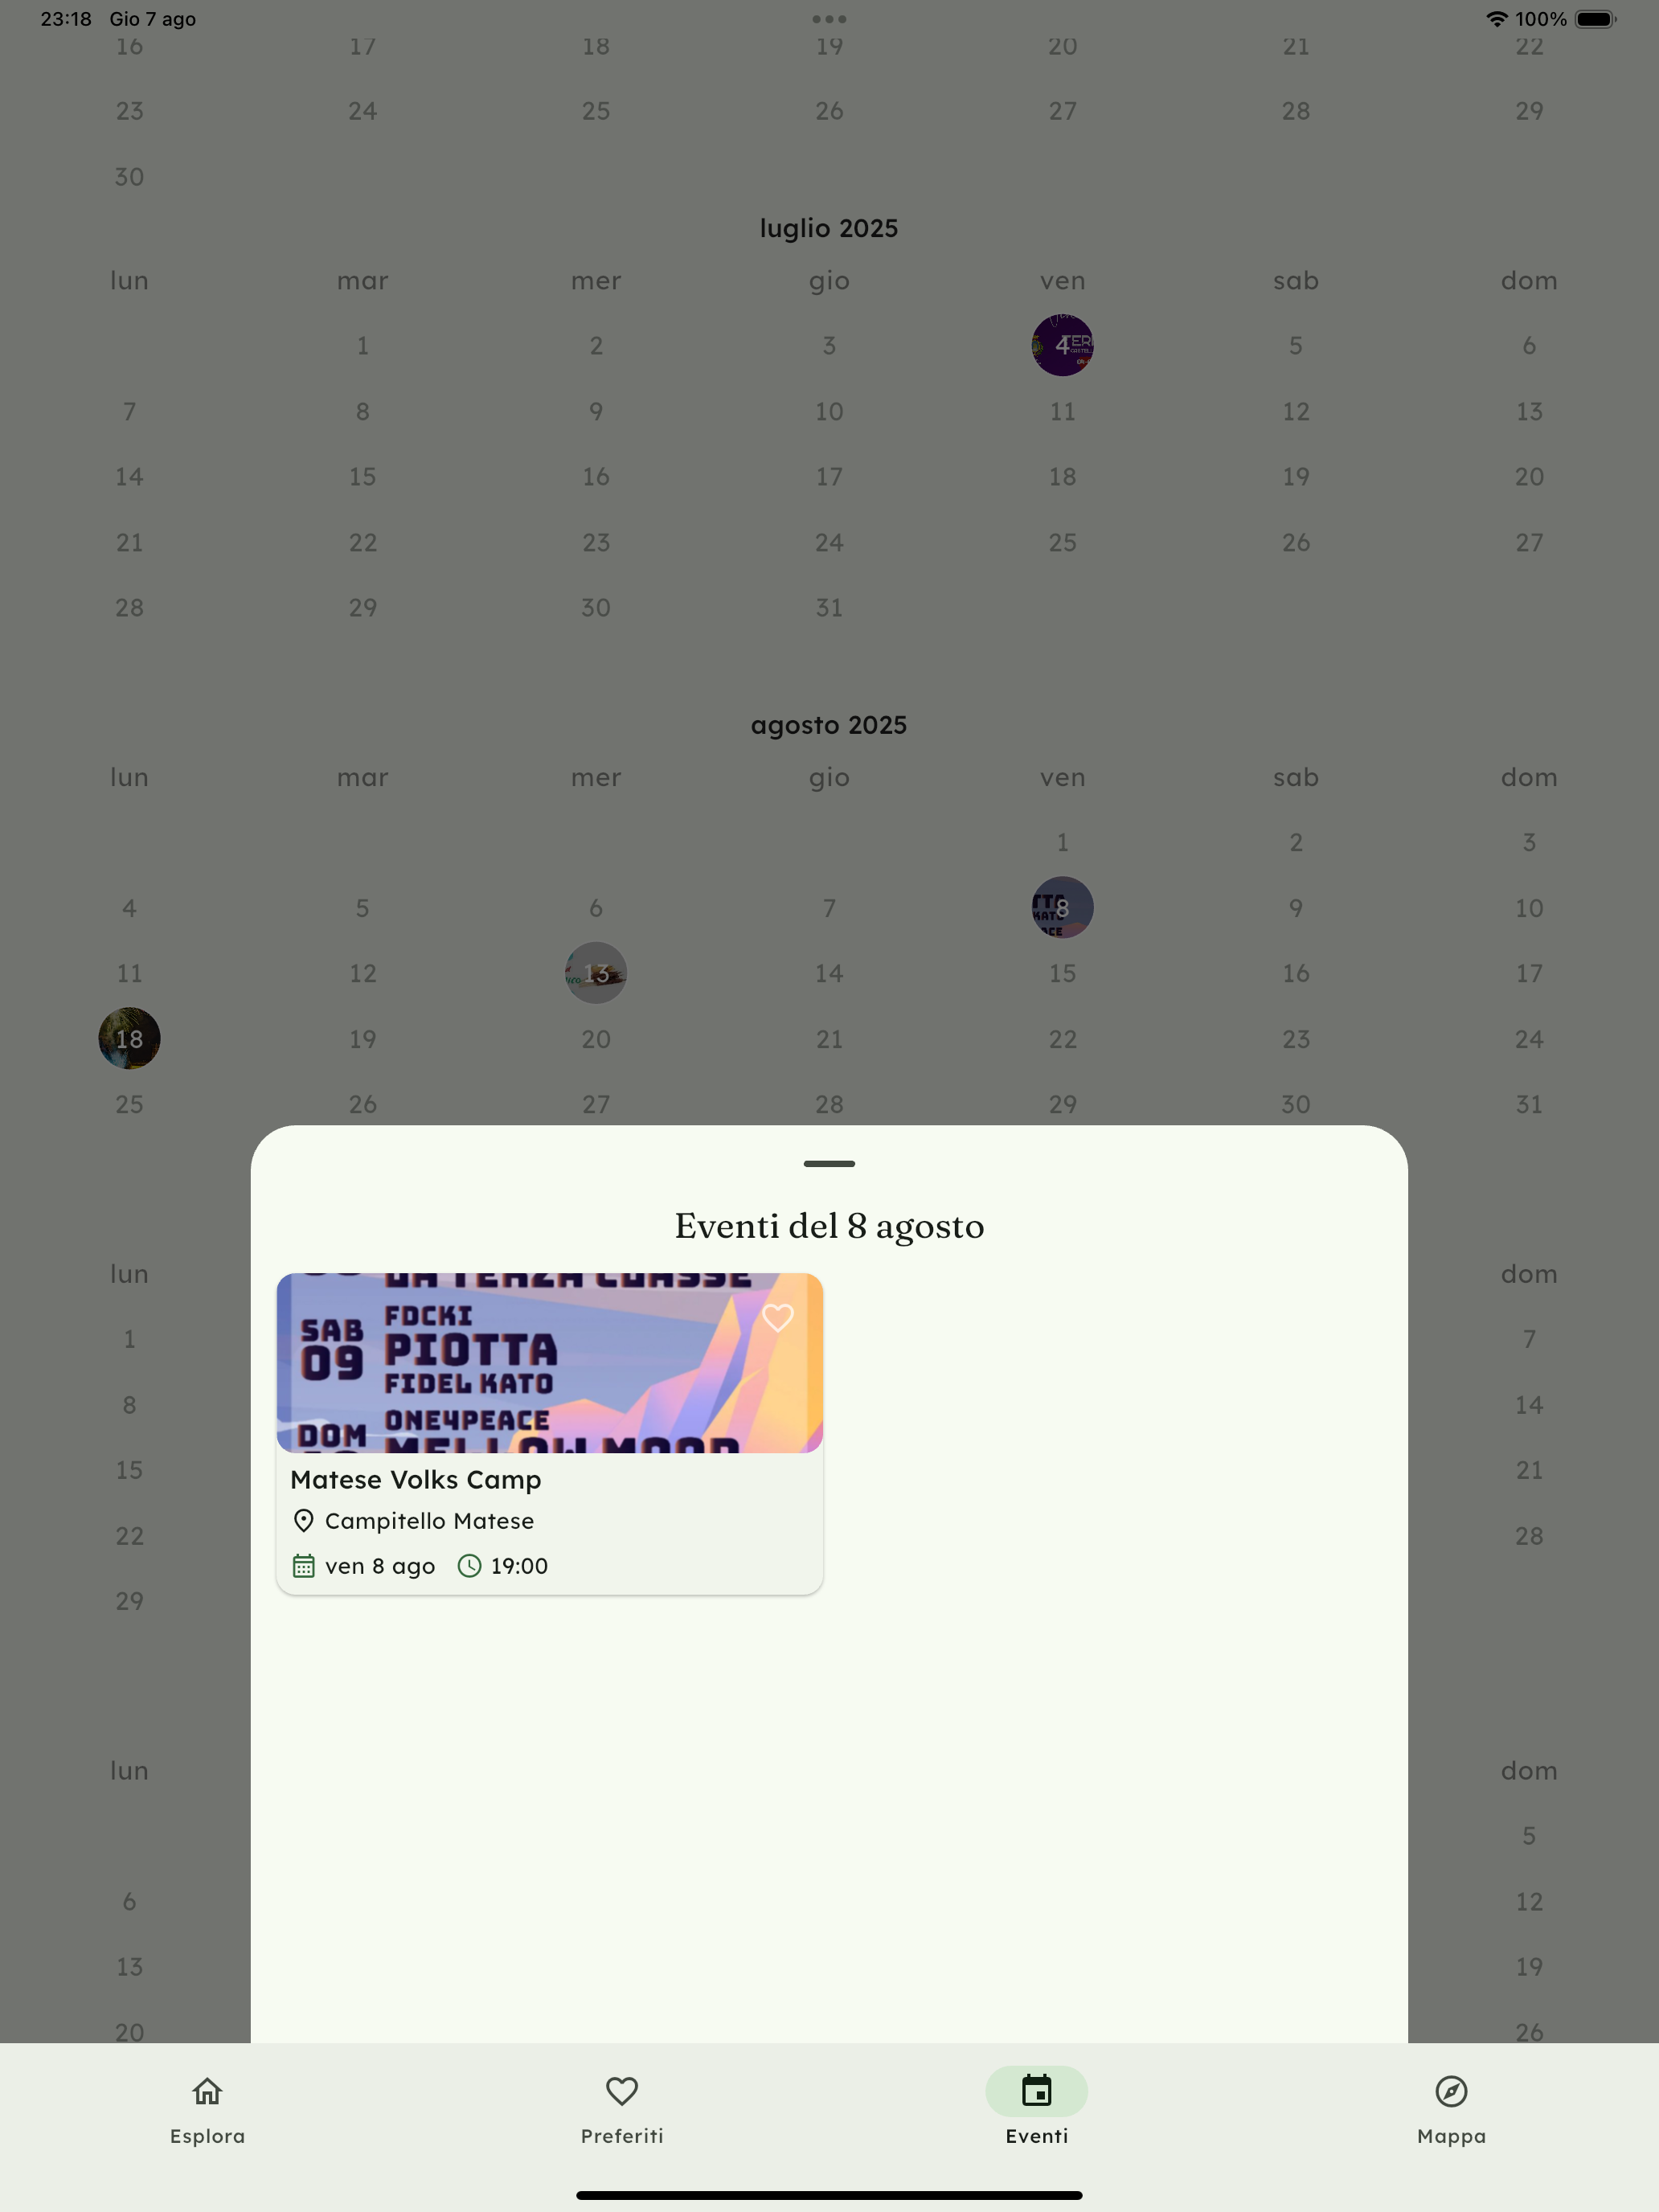 23:18 Gio 7 ago 100%
16 17 18 19 20 21 22
23 24 25 26 27 28 29
30
luglio 2025
lun mar mer gio ven sab dom
1 2 3 4 5 6
7 8 9 10 11 12 13
14 15 16 17 18 19 20
21 22 23 24 25 26 27
28 29 30 31
agosto 2025
lun mar mer gio ven sab dom
1 2 3
4 5 6 7 8 9 10
11 12 13 14 15 16 17
18 19 20 21 22 23 24
25 26 27 28 29 30 31
Eventi del 8 agosto
DA TERZA CLASSE
FDCKI
SAB 09 PIOTTA
FIDEL KATO
ONE4PEACE
DOM MELLOW MOOD
Matese Volks Camp
Campitello Matese
ven 8 ago 19:00
lun dom
1 7
8 14
15 21
22 28
29
lun dom
5
6 12
13 19
20 26
Esplora Preferiti Eventi Mappa